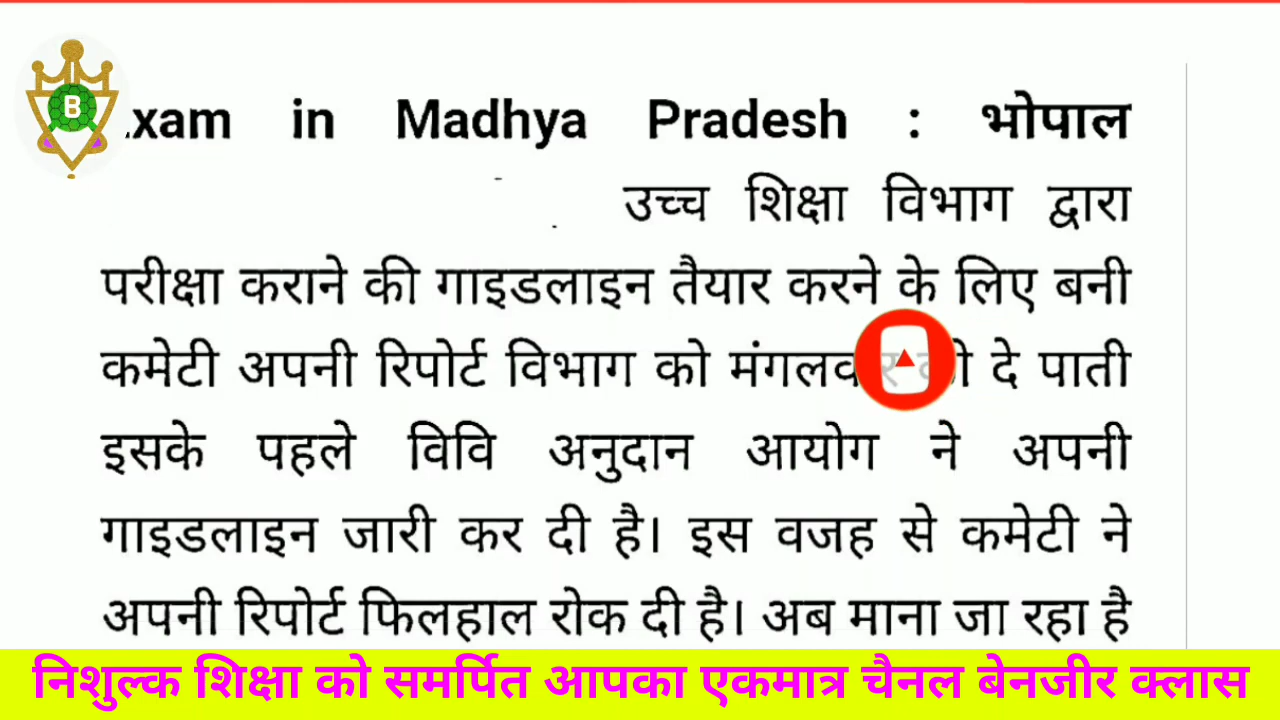 B
xam in Madhya Pradesh : भोपाल
उच्च शिक्षा विभाग द्वारा
परीक्षा कराने की गाइडलाइन तैयार करने के लिए बनी
कमेटी अपनी रिपोर्ट विभाग को दे पाती
इसके पहले विवि अनुदान आयोग ने अपनी
गाइडलाइन जारी कर दी है। इस वजह से कमेटी ने
अपनी रिपोर्ट फिलहाल रोक दी है। अब माना जा रहा है
निशुल्क शिक्षा को समर्पित आपका एकमात्र चैनल बेनजीर क्लास